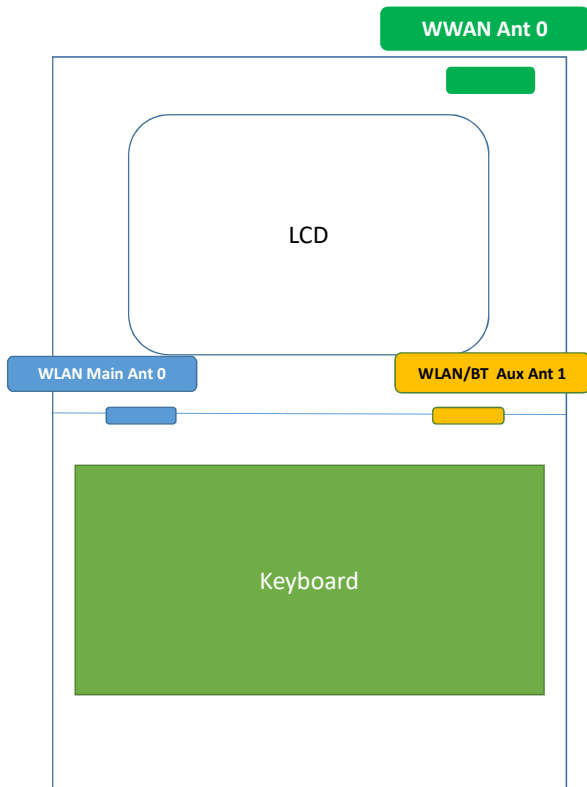 WWAN Ant 0
LCD
WLAN Main Ant 0
WLAN/BT  Aux Ant 1
Keyboard